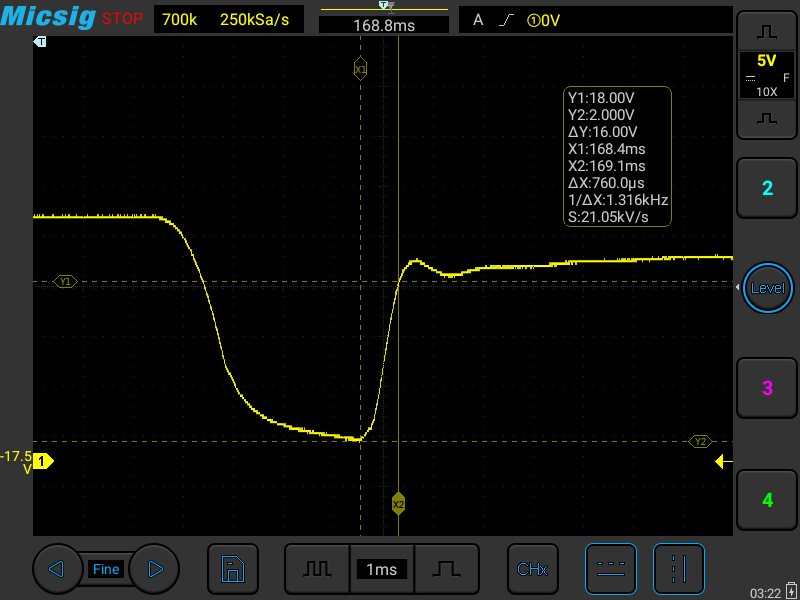 Micsig STOP 700k 250kSa/s 168.8ms A ①0V
T
T
X1
5V
F
10X
Y1:18.00V
Y2:2.000V
ΔY:16.00V
X1:168.4ms
X2:169.1ms
ΔX:760.0μs
1/ΔX:1.316kHz
S:21.05kV/s
2
Y1
Level
3
Y2
-17.5
V
1
X2
4
Fine
1ms
CHx
03:22